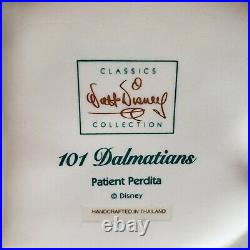 CLASSICS
Walt Disney
COLLECTION
101 Dalmatians
Patient Perdita
© Disney
HANDCRAFTED IN THAILAND